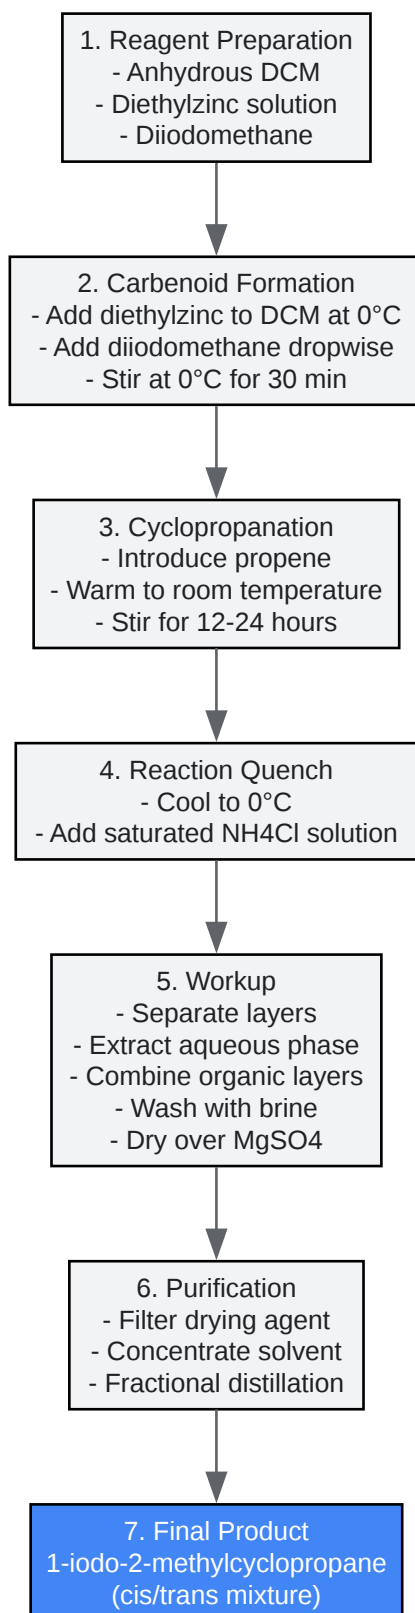 1. Reagent Preparation
- Anhydrous DCM
- Diethylzinc solution
- Diiodomethane
2. Carbenoid Formation
- Add diethylzinc to DCM at 0°C
- Add diiodomethane dropwise
- Stir at 0°C for 30 min
3. Cyclopropanation
- Introduce propene
- Warm to room temperature
- Stir for 12-24 hours
4. Reaction Quench
- Cool to 0°C
- Add saturated NH4Cl solution
5. Workup
- Separate layers
- Extract aqueous phase
- Combine organic layers
- Wash with brine
- Dry over MgSO4
6. Purification
- Filter drying agent
- Concentrate solvent
- Fractional distillation
7. Final Product
1-iodo-2-methylcyclopropane
(cis/trans mixture)